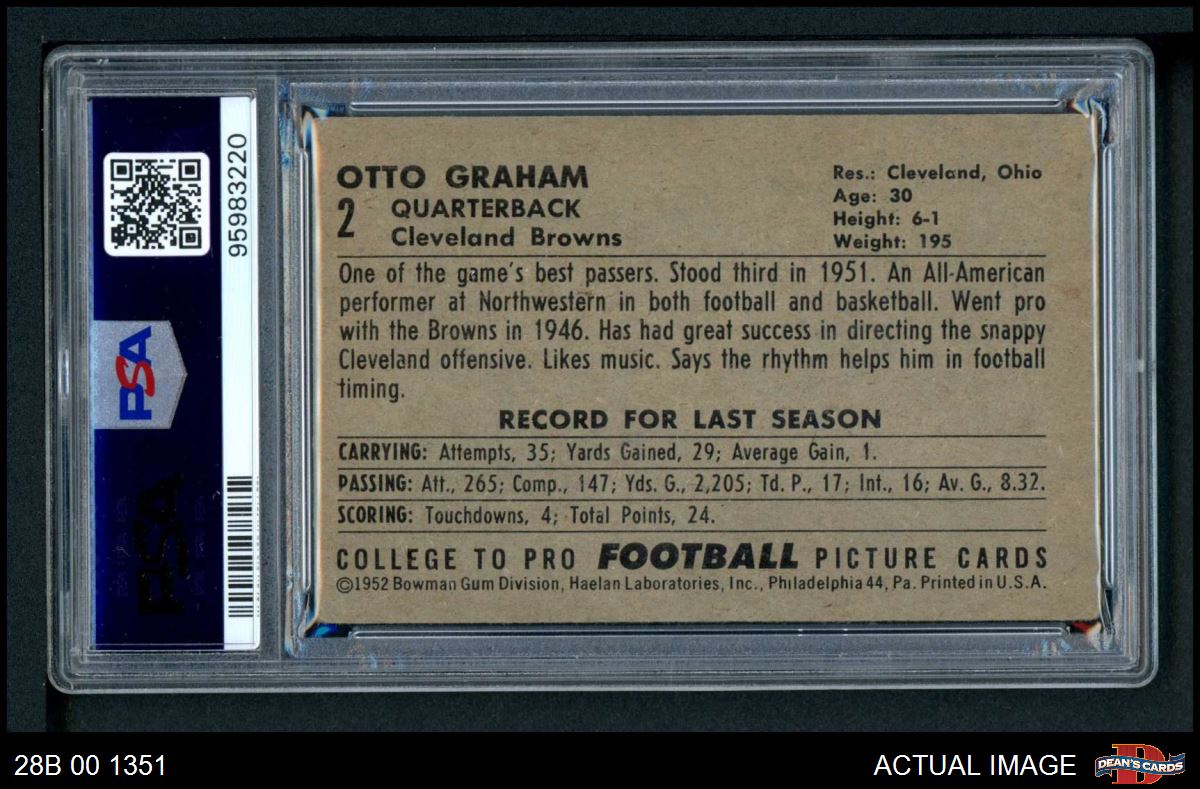 OTTO GRAHAM
2 QUARTERBACK
Cleveland Browns
Res.: Cleveland, Ohio
Age: 30
Height: 6-1
Weight: 195
One of the game's best passers. Stood third in 1951. An All-American
performer at Northwestern in both football and basketball. Went pro
with the Browns in 1946. Has had great success in directing the snappy
Cleveland offensive. Likes music. Says the rhythm helps him in football
timing.
RECORD FOR LAST SEASON
CARRYING: Attempts, 35; Yards Gained, 29; Average Gain, 1.
PASSING: Att., 265; Comp., 147; Yds. G., 2,205; Td. P., 17; Int., 16; Av. G., 8.32.
SCORING: Touchdowns, 4; Total Points, 24.
COLLEGE TO PRO FOOTBALL PICTURE CARDS
©1952 Bowman Gum Division, Haelan Laboratories, Inc., Philadelphia 44, Pa. Printed in U.S.A.
95983220
PSA
PSA
28B 00 1351
ACTUAL IMAGE
DEAN'S CARDS